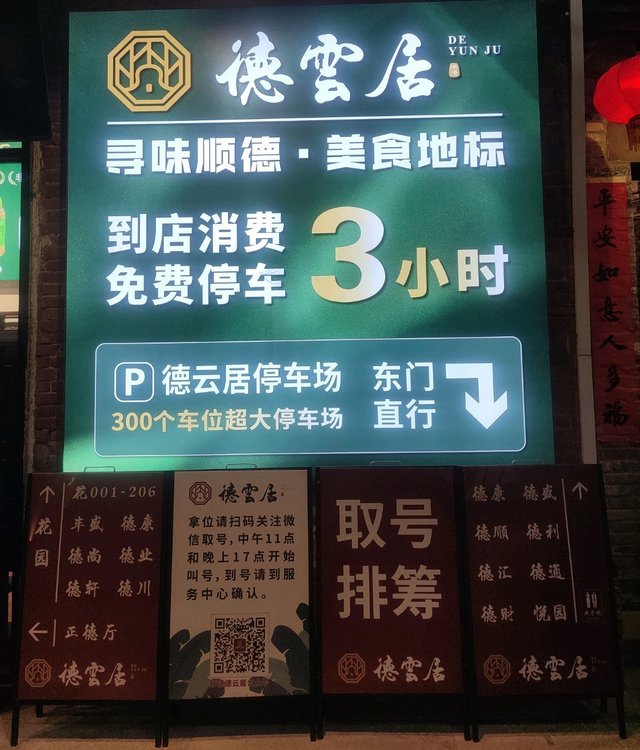 德雲居
DE
YUN JU
寻味顺德·美食地标
到店消费
免费停车
3小时
P 德云居停车场
300个车位超大停车场
东门
直行
平安如意人多福
花001-206
花园
丰盛 德康
德尚 德业
德轩 德川
正德厅
德雲居
德雲居
拿位请扫码关注微
信取号,中午11点
和晚上17点开始
叫号,到号请到服
务中心确认。
取号
排筹
德雲居
德康 德盛
德顺 德利
德汇 德通
德财 悦园
德雲居